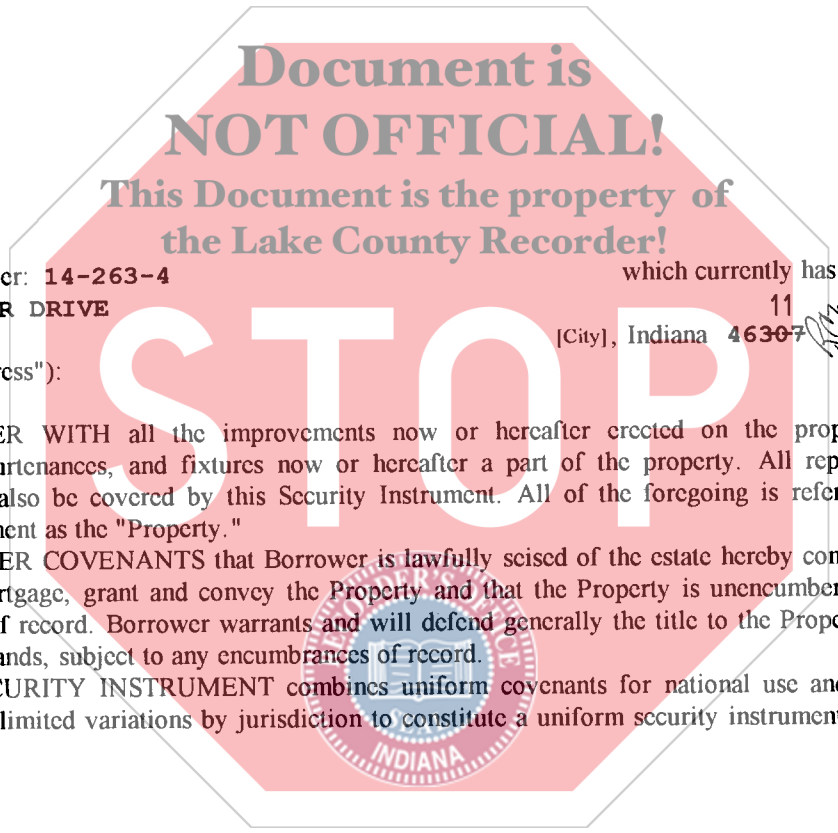 Document is
NOT OFFICIAL!
This Document is the property of
the Lake County Recorder!
er: 14-263-4 which currently has
R DRIVE 11
[City], Indiana 46307
ress"):
STOP
ER WITH all the improvements now or hereafter erected on the prop
urtenances, and fixtures now or hereafter a part of the property. All rep
also be covered by this Security Instrument. All of the foregoing is refer
ment as the "Property."
ER COVENANTS that Borrower is lawfully seised of the estate hereby con
rtgage, grant and convey the Property and that the Property is unencumber
f record. Borrower warrants and will defend generally the title to the Prope
ands, subject to any encumbrances of record.
CURITY INSTRUMENT combines uniform covenants for national use and
limited variations by jurisdiction to constitute a uniform security instrument
RECORDER'S OFFICE
SEAL
INDIANA